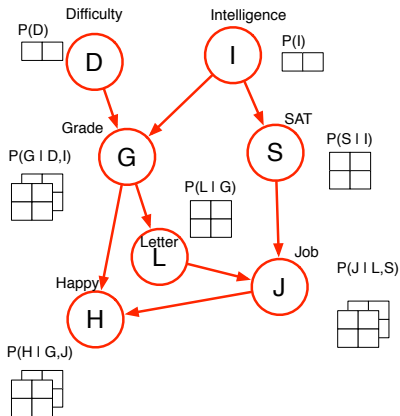 Difficulty
Intelligence
P(D)
D
I
P(I)
Grade
SAT
P(G | D,I)
G
S
P(S | I)
P(L | G)
Letter
L
Job
J
P(J | L,S)
Happy
H
P(H | G,J)